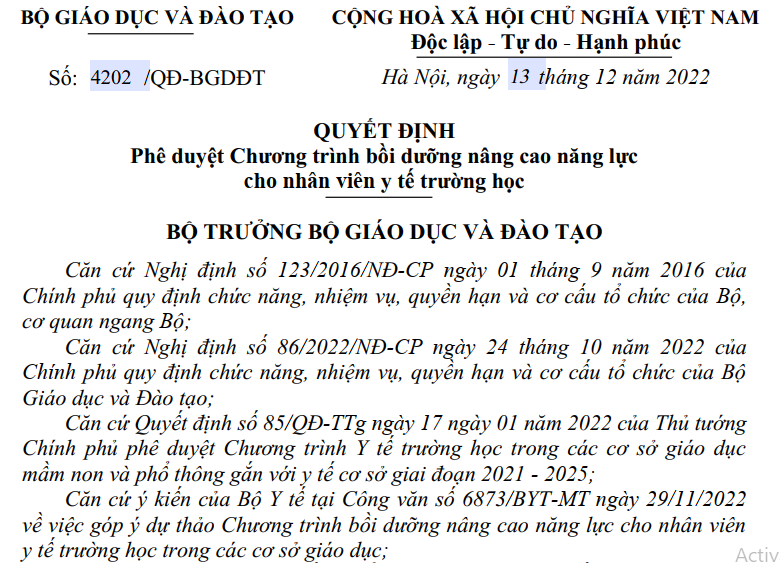 BỘ GIÁO DỤC VÀ ĐÀO TẠO
CỘNG HOÀ XÃ HỘI CHỦ NGHĨA VIỆT NAM
Độc lập - Tự do - Hạnh phúc
Số: 4202 /QĐ-BGDĐT
Hà Nội, ngày 13 tháng 12 năm 2022
QUYẾT ĐỊNH
Phê duyệt Chương trình bồi dưỡng nâng cao năng lực
cho nhân viên y tế trường học
BỘ TRƯỞNG BỘ GIÁO DỤC VÀ ĐÀO TẠO
Căn cứ Nghị định số 123/2016/NĐ-CP ngày 01 tháng 9 năm 2016 của
Chính phủ quy định chức năng, nhiệm vụ, quyền hạn và cơ cấu tổ chức của Bộ,
cơ quan ngang Bộ;
Căn cứ Nghị định số 86/2022/NĐ-CP ngày 24 tháng 10 năm 2022 của
Chính phủ quy định chức năng, nhiệm vụ, quyền hạn và cơ cấu tổ chức của Bộ
Giáo dục và Đào tạo;
Căn cứ Quyết định số 85/QĐ-TTg ngày 17 ngày 01 năm 2022 của Thủ tướng
Chính phủ phê duyệt Chương trình Y tế trường học trong các cơ sở giáo dục
mầm non và phổ thông gắn với y tế cơ sở giai đoạn 2021 - 2025;
Căn cứ ý kiến của Bộ Y tế tại Công văn số 6873/BYT-MT ngày 29/11/2022
về việc góp ý dự thảo Chương trình bồi dưỡng nâng cao năng lực cho nhân viên
y tế trường học trong các cơ sở giáo dục;
Activ